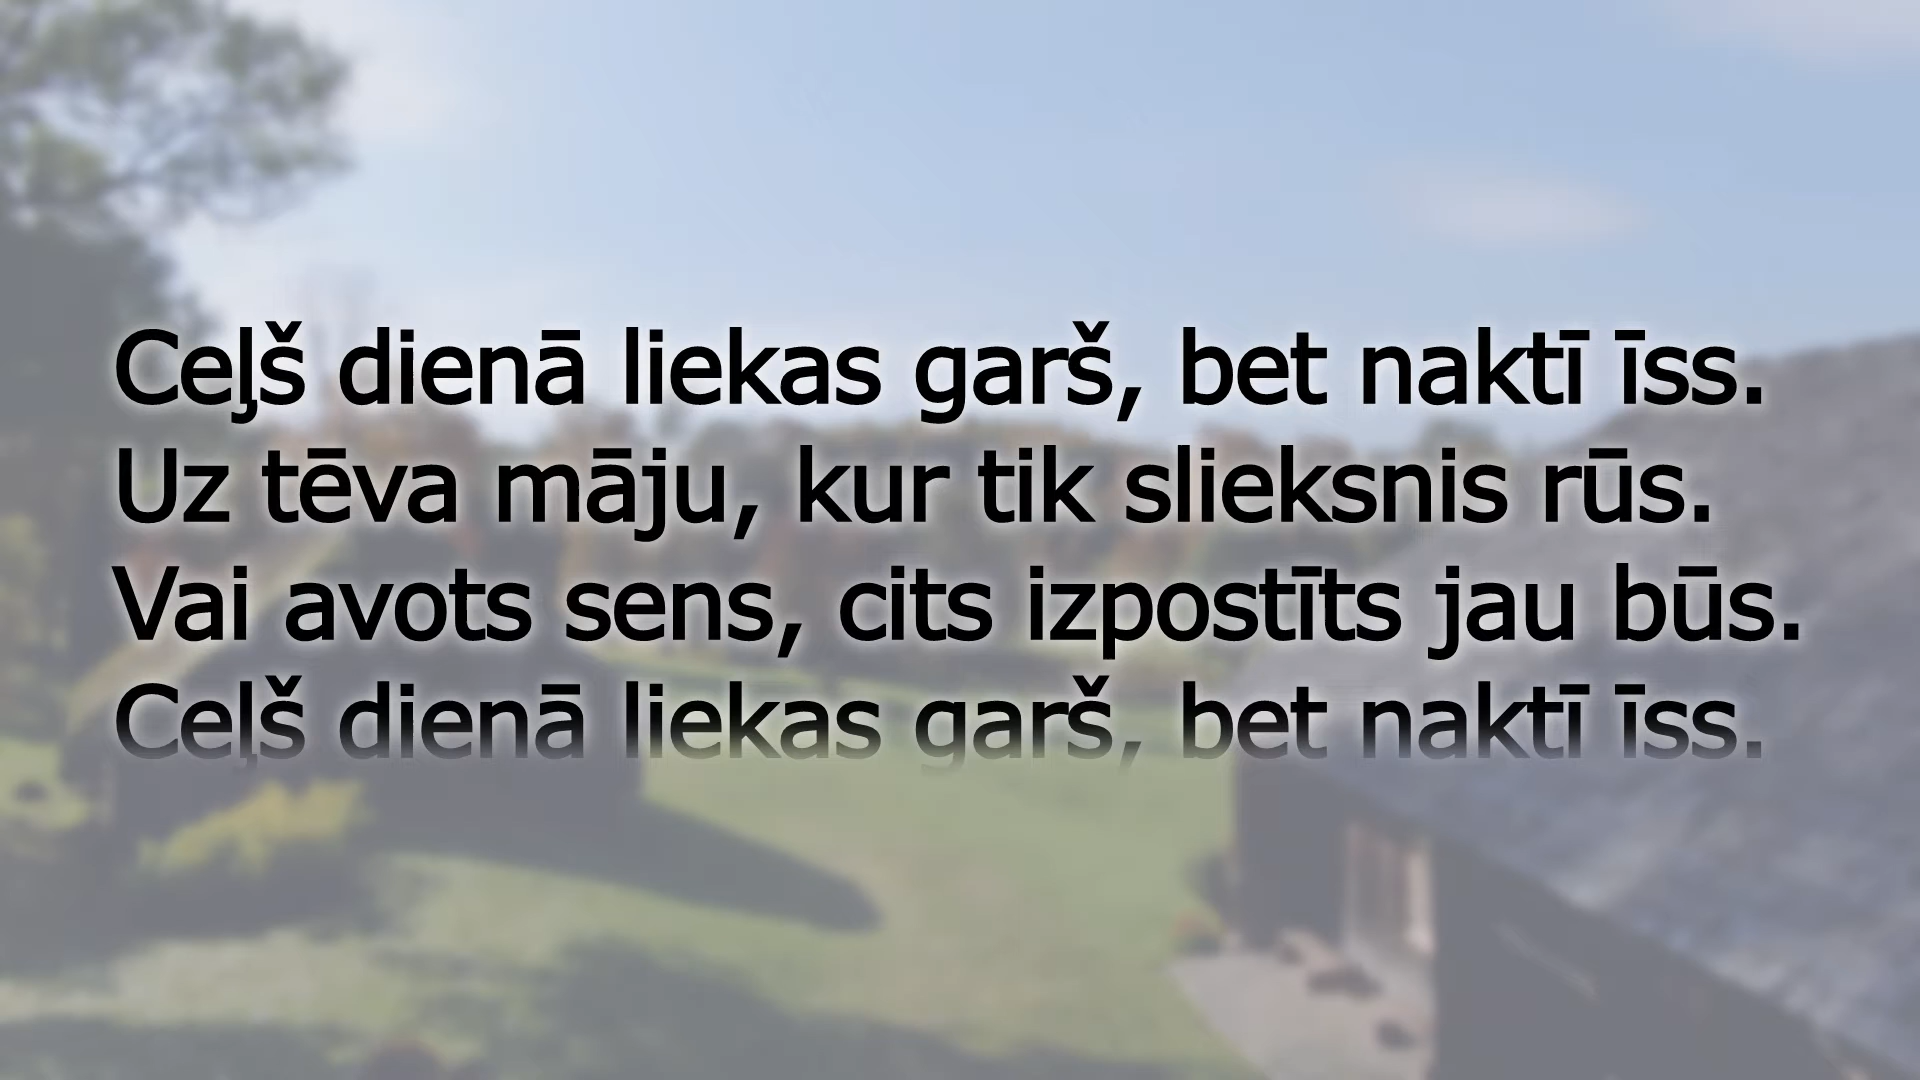 Ceļš dienā liekas garš, bet naktī īss.
Uz tēva māju, kur tik slieksnis rūs.
Vai avots sens, cits izpostīts jau būs.
Ceļš dienā liekas garš, bet naktī īss.